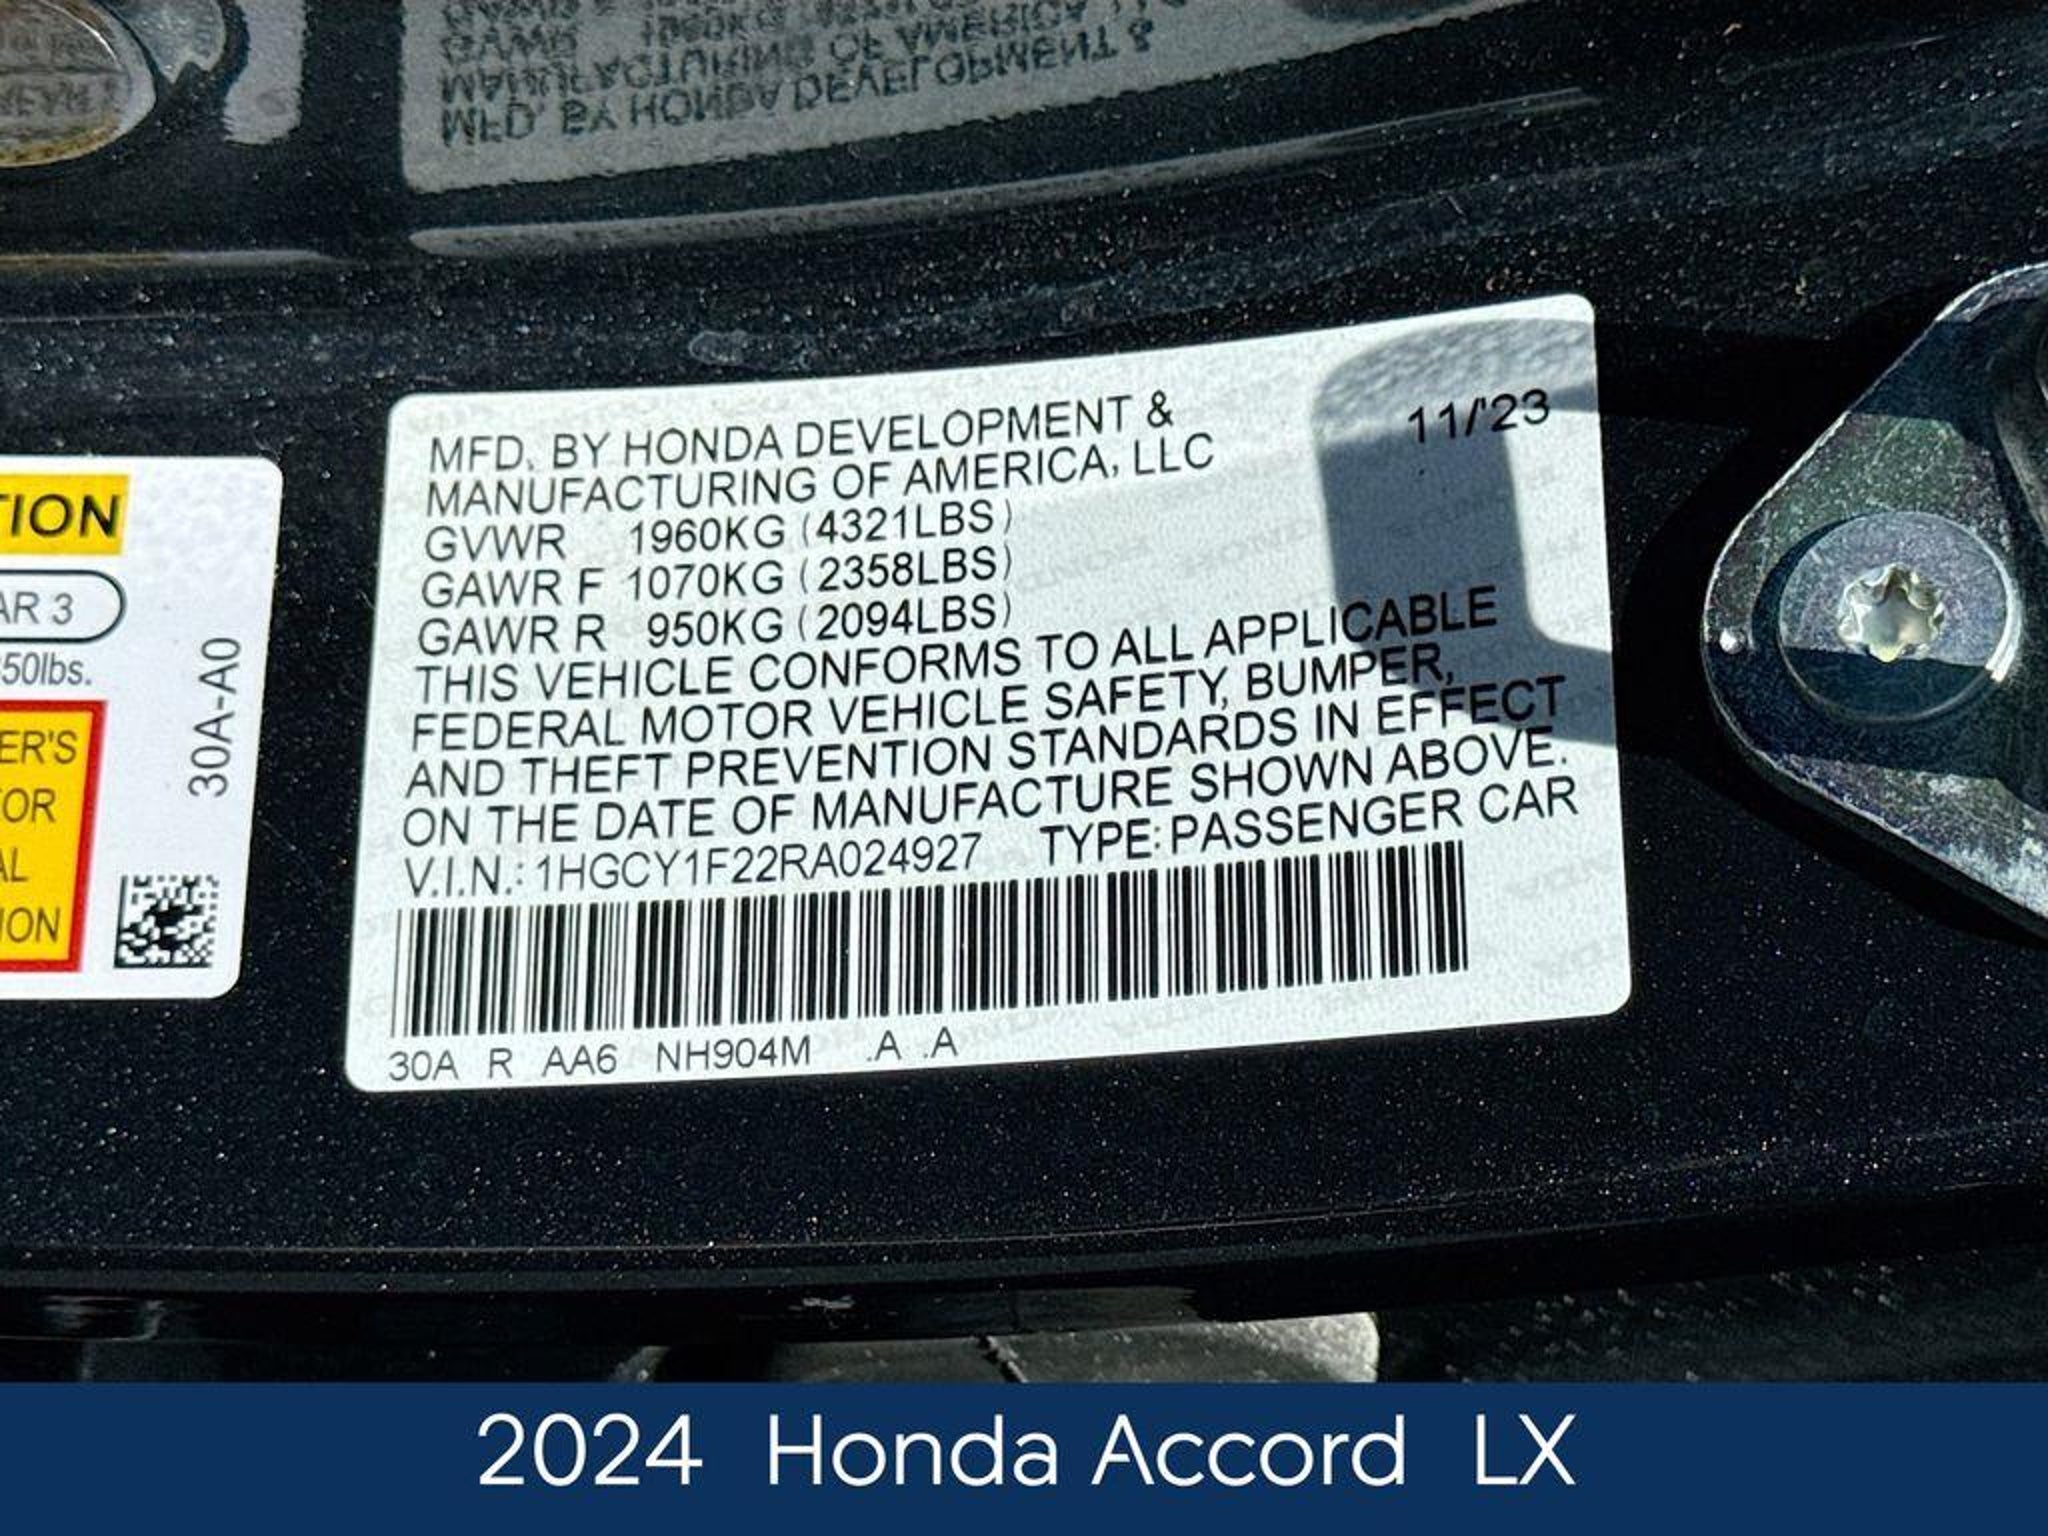 MFD. BY HONDA DEVELOPMENT &
MANUFACTURING OF AMERICA, LLC
11/'23
GVWR 1960KG (4321LBS)
GAWR F 1070KG (2358LBS)
GAWR R 950KG (2094LBS)
THIS VEHICLE CONFORMS TO ALL APPLICABLE
FEDERAL MOTOR VEHICLE SAFETY, BUMPER,
AND THEFT PREVENTION STANDARDS IN EFFECT
ON THE DATE OF MANUFACTURE SHOWN ABOVE.
V.I.N.: 1HGCY1F22RA024927 TYPE: PASSENGER CAR
30A R AA6 NH904M .A .A
TION
AR 3
50lbs.
ER'S
TOR
AL
ION
30A-A0
2024 Honda Accord LX